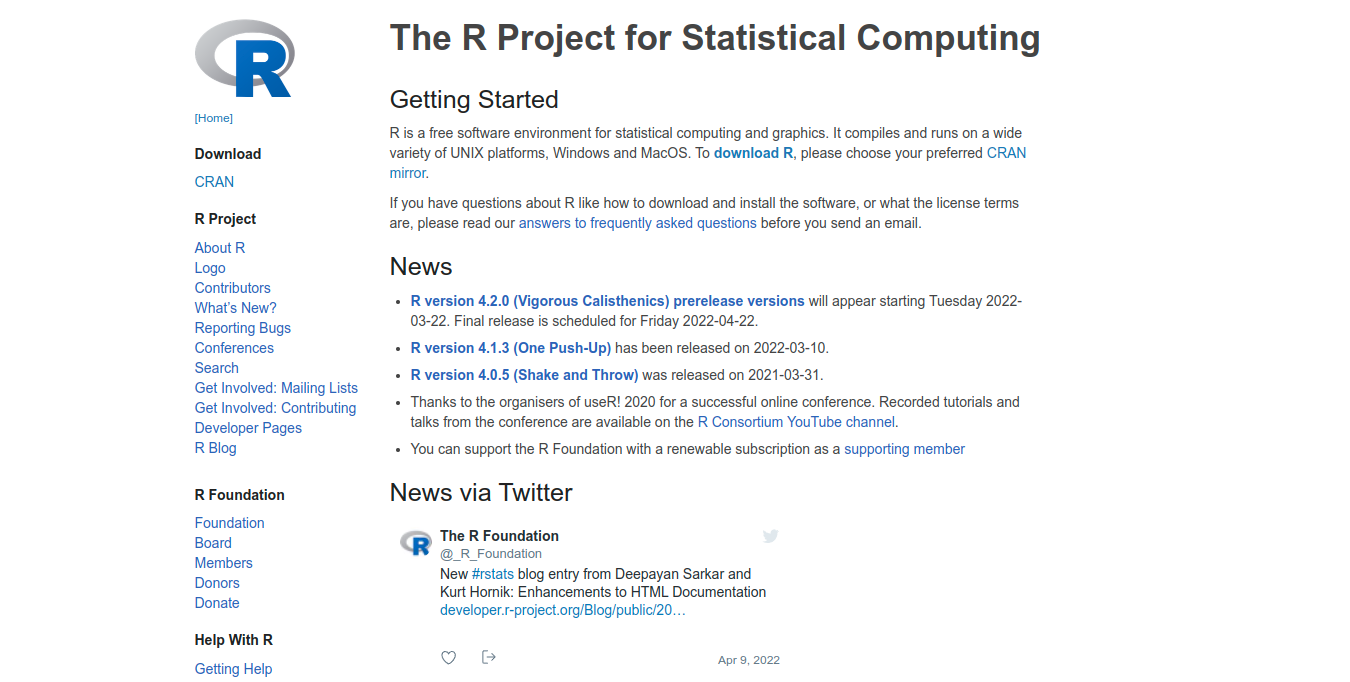 R
[Home]
Download
CRAN
R Project
About R
Logo
Contributors
What's New?
Reporting Bugs
Conferences
Search
Get Involved: Mailing Lists
Get Involved: Contributing
Developer Pages
R Blog
R Foundation
Foundation
Board
Members
Donors
Donate
Help With R
Getting Help
The R Project for Statistical Computing
Getting Started
R is a free software environment for statistical computing and graphics. It compiles and runs on a wide
variety of UNIX platforms, Windows and MacOS. To download R, please choose your preferred CRAN
mirror.
If you have questions about R like how to download and install the software, or what the license terms
are, please read our answers to frequently asked questions before you send an email.
News
• R version 4.2.0 (Vigorous Calisthenics) prerelease versions will appear starting Tuesday 2022-
03-22. Final release is scheduled for Friday 2022-04-22.
• R version 4.1.3 (One Push-Up) has been released on 2022-03-10.
• R version 4.0.5 (Shake and Throw) was released on 2021-03-31.
• Thanks to the organisers of useR! 2020 for a successful online conference. Recorded tutorials and
talks from the conference are available on the R Consortium YouTube channel.
• You can support the R Foundation with a renewable subscription as a supporting member
News via Twitter
R
The R Foundation
@_R_Foundation
New #rstats blog entry from Deepayan Sarkar and
Kurt Hornik: Enhancements to HTML Documentation
developer.r-project.org/Blog/public/20…
Apr 9, 2022